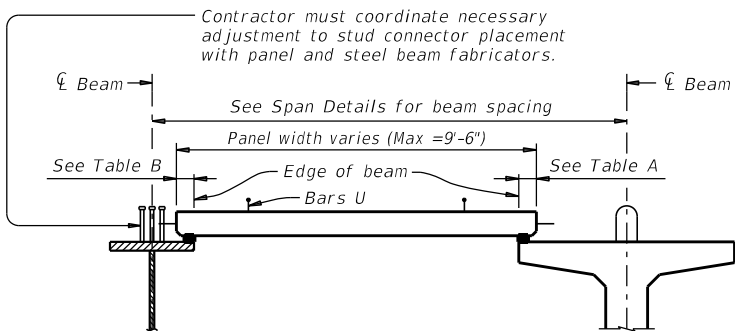 Contractor must coordinate necessary
adjustment to stud connector placement
with panel and steel beam fabricators.
℄ Beam
℄ Beam
See Span Details for beam spacing
Panel width varies (Max =9'-6")
See Table B
Edge of beam
See Table A
Bars U